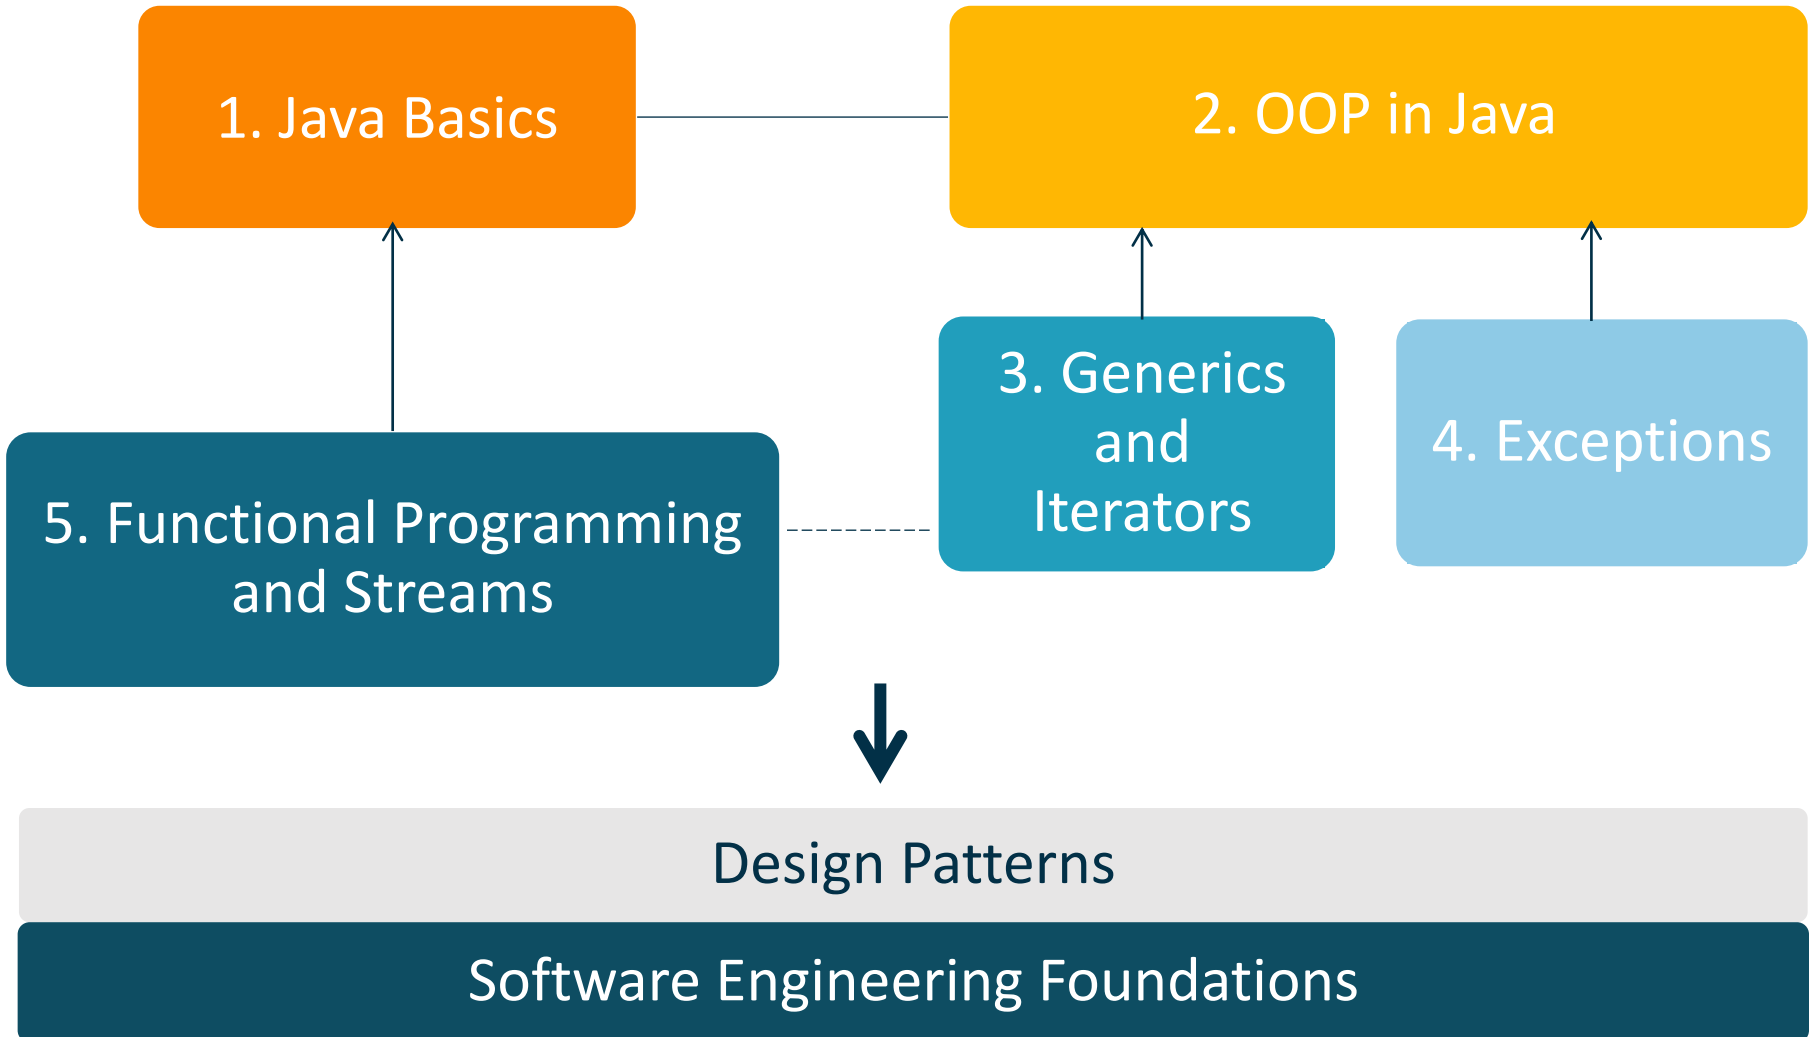 1. Java Basics
2. OOP in Java
3. Generics
and
Iterators
4. Exceptions
5. Functional Programming
and Streams
Design Patterns
Software Engineering Foundations